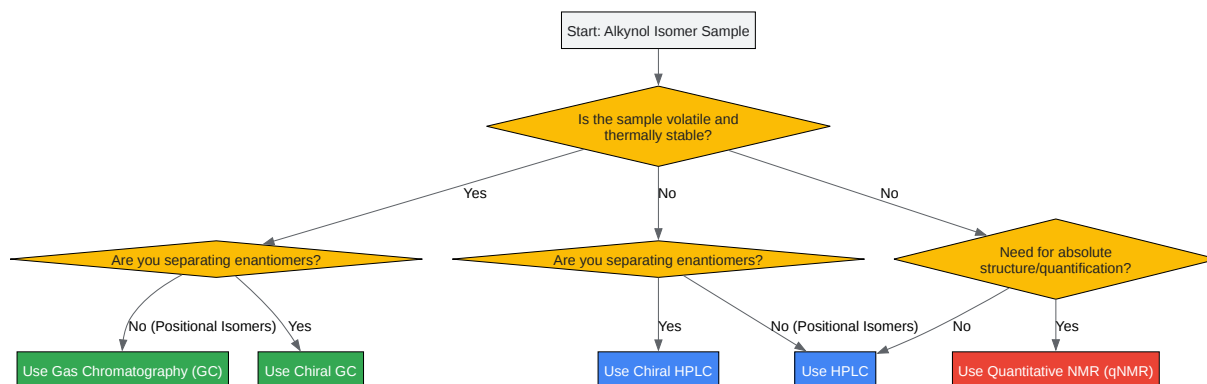 Start: Alkynol Isomer Sample
Is the sample volatile and
thermally stable?
Yes
No
No
Are you separating enantiomers?
Are you separating enantiomers?
Need for absolute
structure/quantification?
No (Positional Isomers)
Yes
Yes
No (Positional Isomers)
No
Yes
Use Gas Chromatography (GC)
Use Chiral GC
Use Chiral HPLC
Use HPLC
Use Quantitative NMR (qNMR)